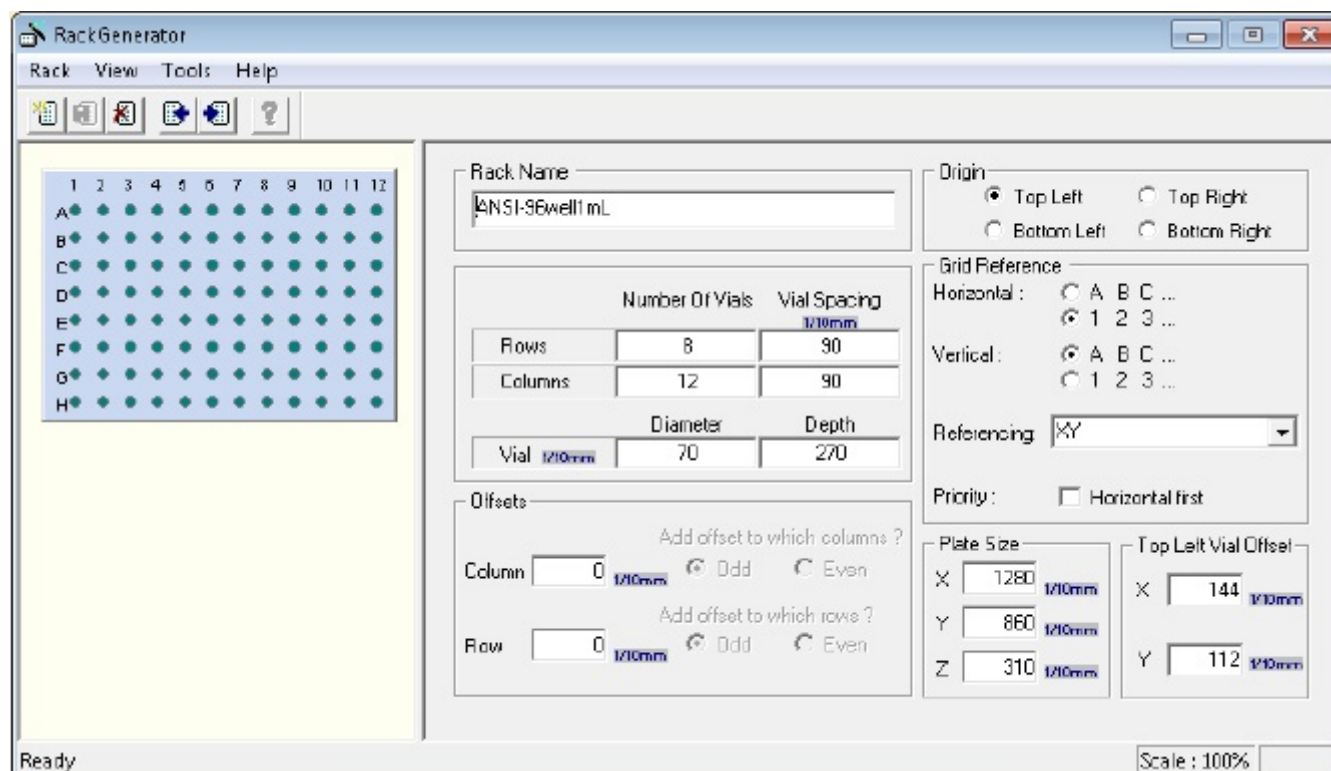 RackGenerator
Rack View Tools Help
1 2 3 4 5 6 7 8 9 10 11 12
A
B
C
D
E
F
G
H
Rack Name
ANSI-96well1mL
Number Of Vials Vial Spacing
1/10mm
Rows 8 90
Columns 12 90
Diameter Depth
Vial 1/10mm 70 270
Offsets
Add offset to which columns ?
Column 0 1/10mm Odd Even
Add offset to which rows ?
Row 0 1/10mm Odd Even
Origin
Top Left Top Right
Bottom Left Bottom Right
Grid Reference
Horizontal : A B C ...
1 2 3 ...
Vertical : A B C ...
1 2 3 ...
Referencing: XY
Priority : Horizontal first
Plate Size
X 1280 1/10mm
Y 860 1/10mm
Z 310 1/10mm
Top Left Vial Offset
X 144 1/10mm
Y 112 1/10mm
Ready Scale : 100%